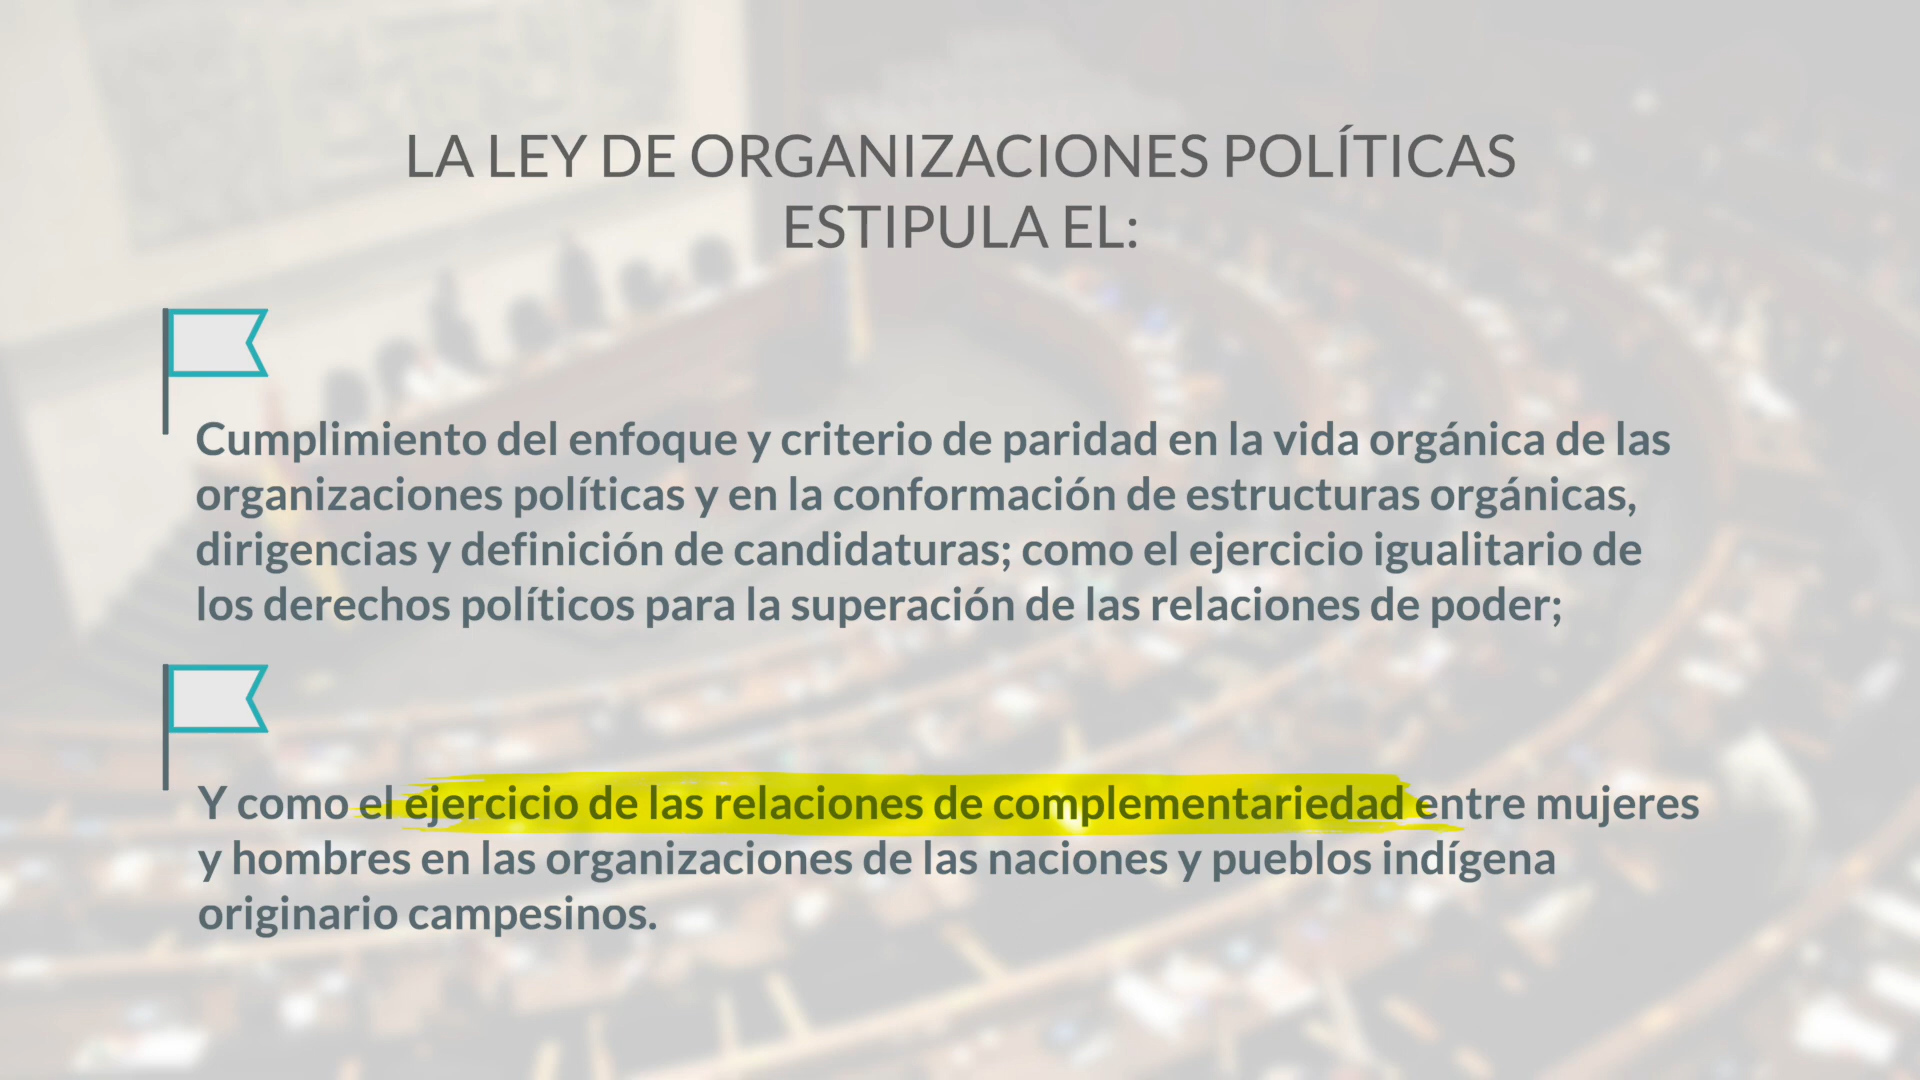 LA LEY DE ORGANIZACIONES POLÍTICAS
ESTIPULA EL:
Cumplimiento del enfoque y criterio de paridad en la vida orgánica de las
organizaciones políticas y en la conformación de estructuras orgánicas,
dirigencias y definición de candidaturas; como el ejercicio igualitario de
los derechos políticos para la superación de las relaciones de poder;
Y como el ejercicio de las relaciones de complementariedad entre mujeres
y hombres en las organizaciones de las naciones y pueblos indígena
originario campesinos.